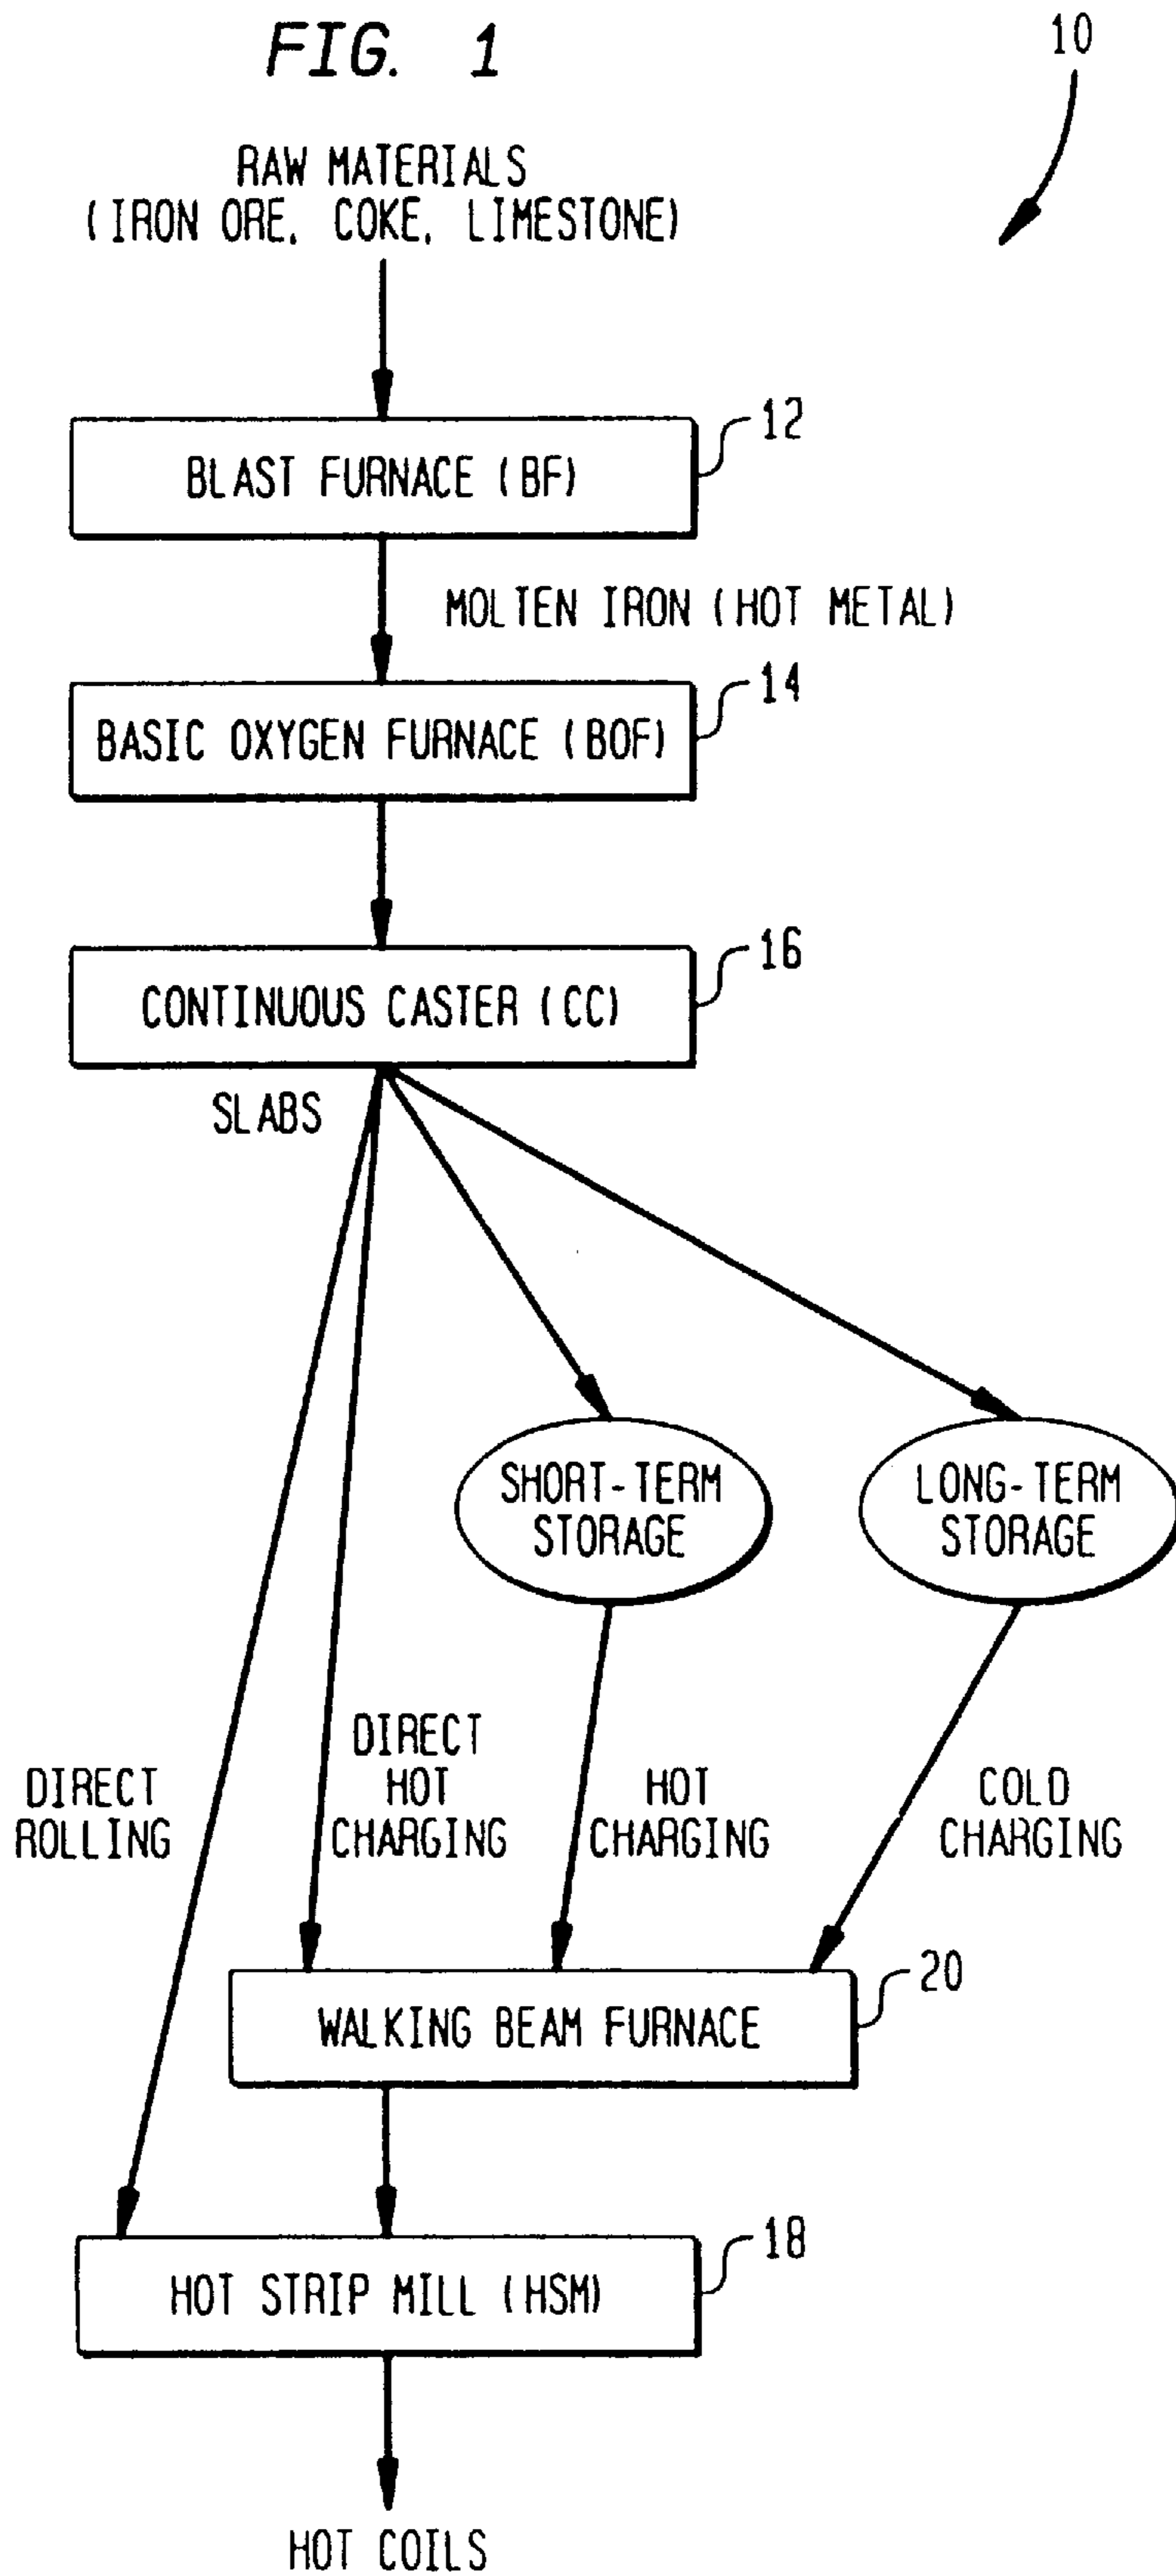 FIG. 1
10
RAW MATERIALS
(IRON ORE, COKE, LIMESTONE)
BLAST FURNACE (BF)
12
MOLTEN IRON (HOT METAL)
BASIC OXYGEN FURNACE (BOF)
14
CONTINUOUS CASTER (CC)
16
SLABS
SHORT-TERM
STORAGE
LONG-TERM
STORAGE
DIRECT
ROLLING
DIRECT
HOT
CHARGING
HOT
CHARGING
COLD
CHARGING
WALKING BEAM FURNACE
20
HOT STRIP MILL (HSM)
18
HOT COILS